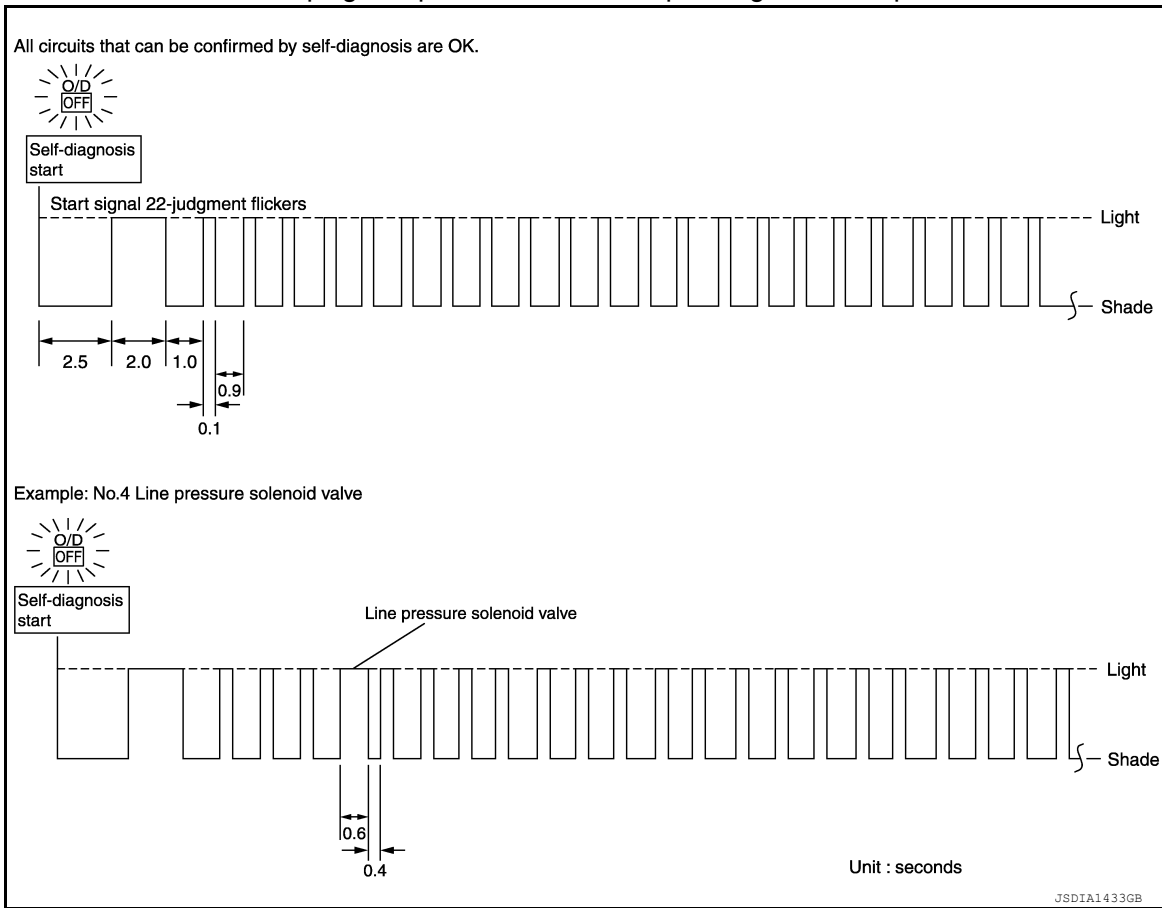 All circuits that can be confirmed by self-diagnosis are OK.
O/D
OFF
Self-diagnosis
start
Start signal 22-judgment flickers
Light
Shade
2.5
2.0
1.0
0.9
0.1
Example: No.4 Line pressure solenoid valve
O/D
OFF
Self-diagnosis
start
Line pressure solenoid valve
Light
Shade
0.6
0.4
Unit : seconds
JSDIA1433GB